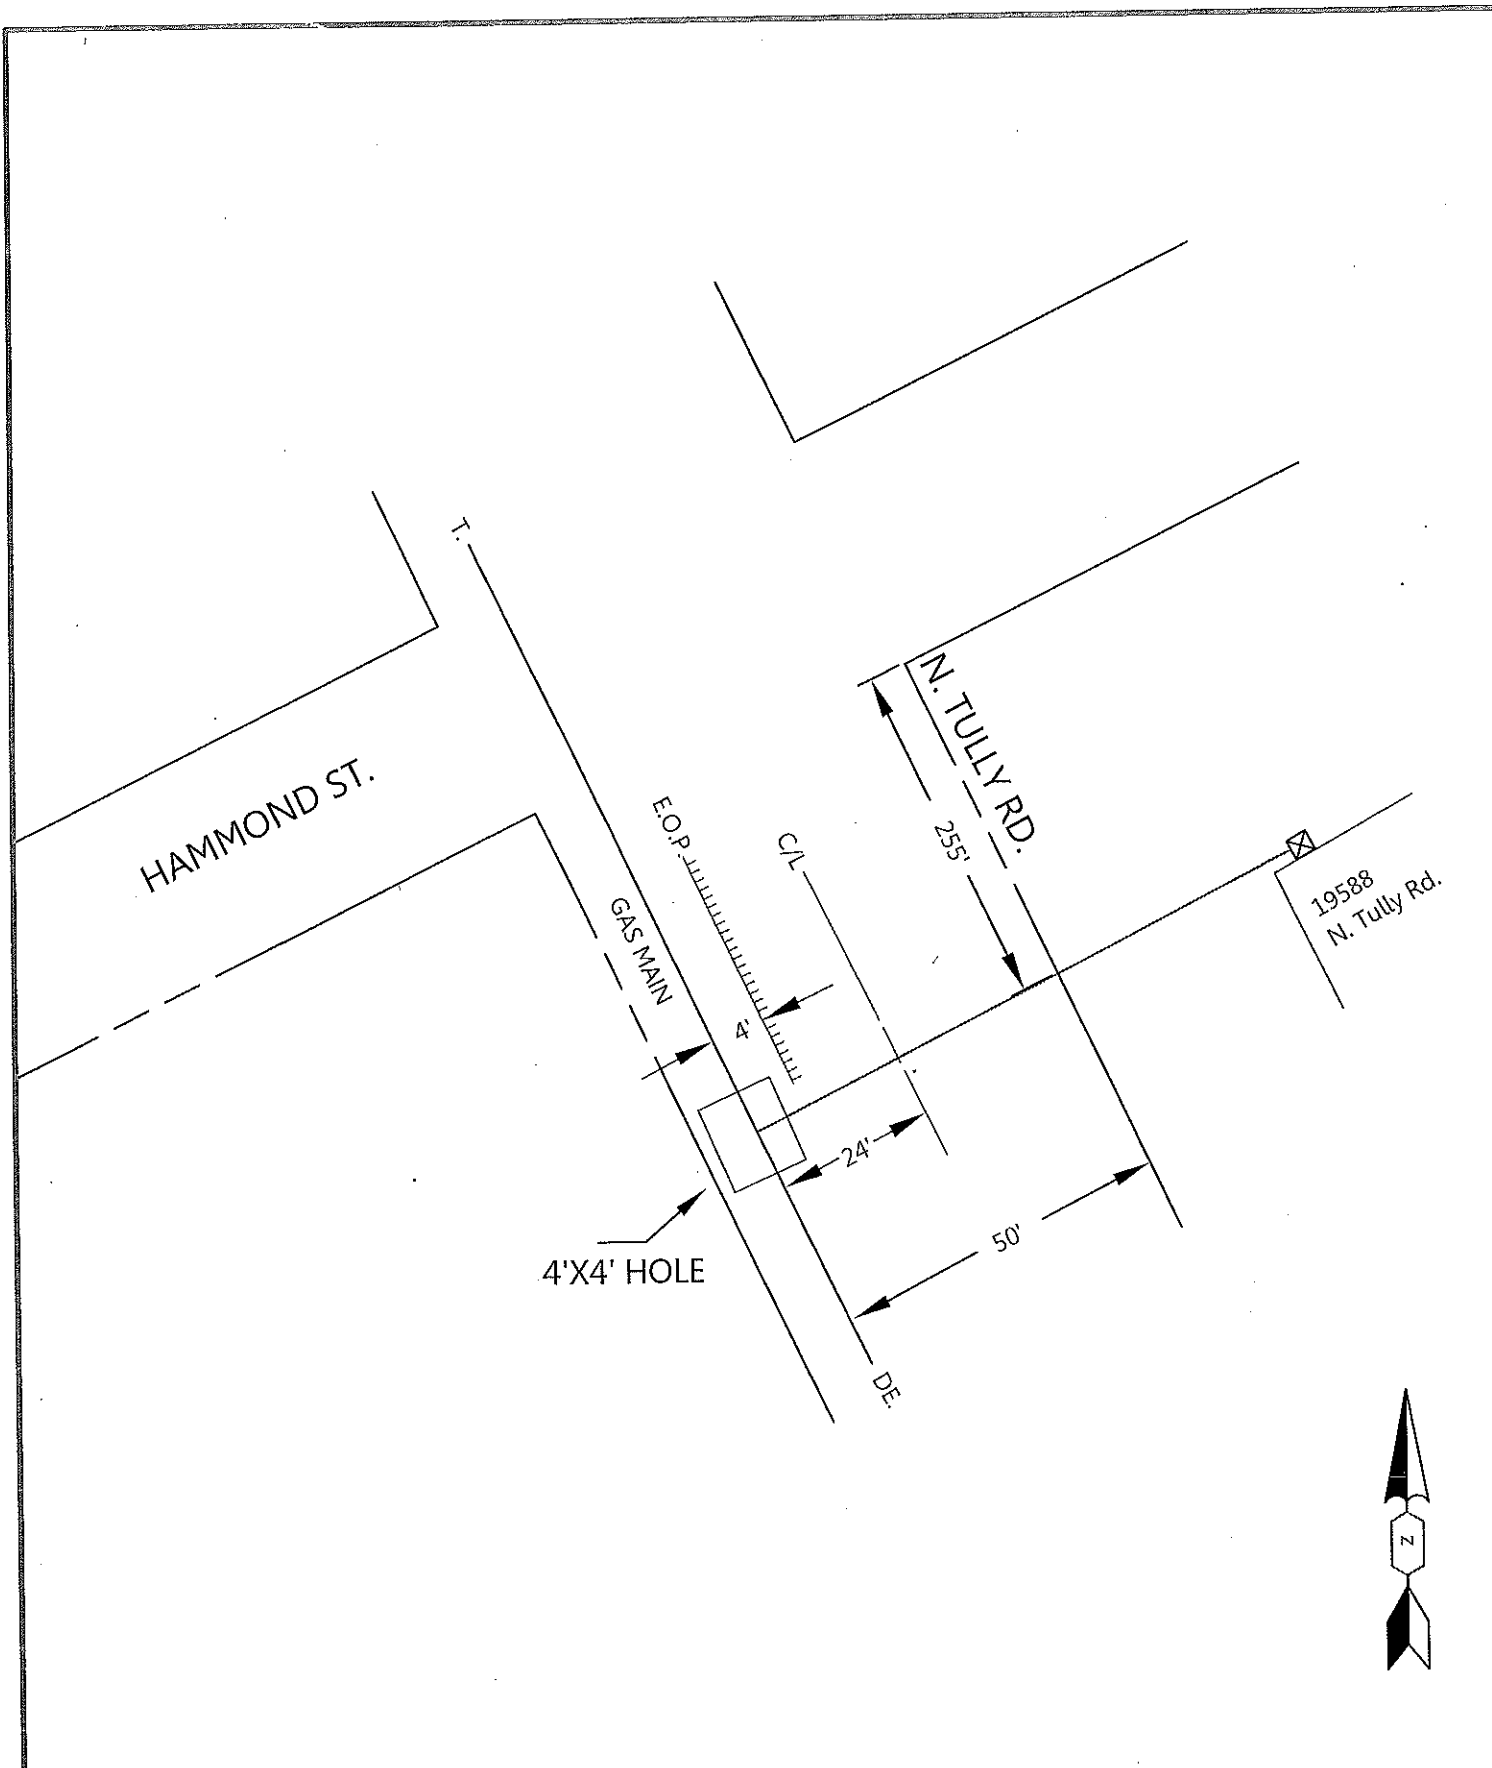 T.
HAMMOND ST.
N. TULLY RD.
E.O.P.
C/L
255'
19588
N. Tully Rd.
GAS MAIN
4'
24'
50'
4'X4' HOLE
DE.
N